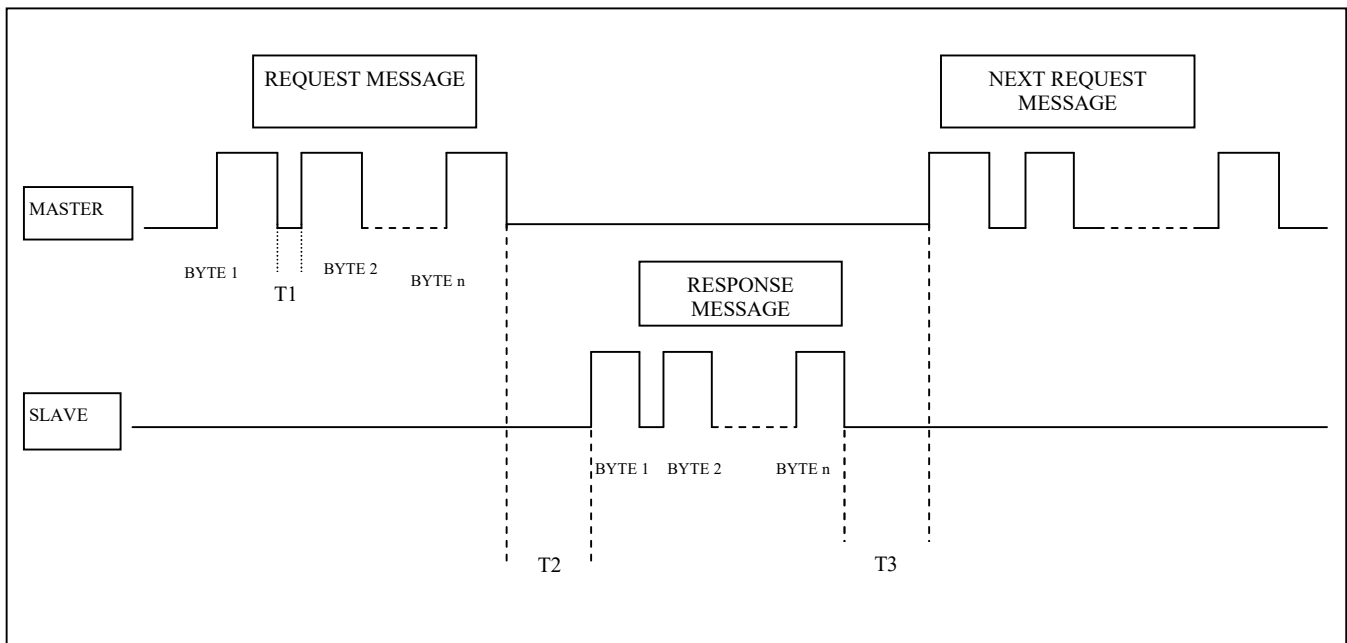 REQUEST MESSAGE
NEXT REQUEST
MESSAGE
MASTER
BYTE 1
T1
BYTE 2
BYTE n
RESPONSE
MESSAGE
SLAVE
BYTE 1
BYTE 2
BYTE n
T2
T3